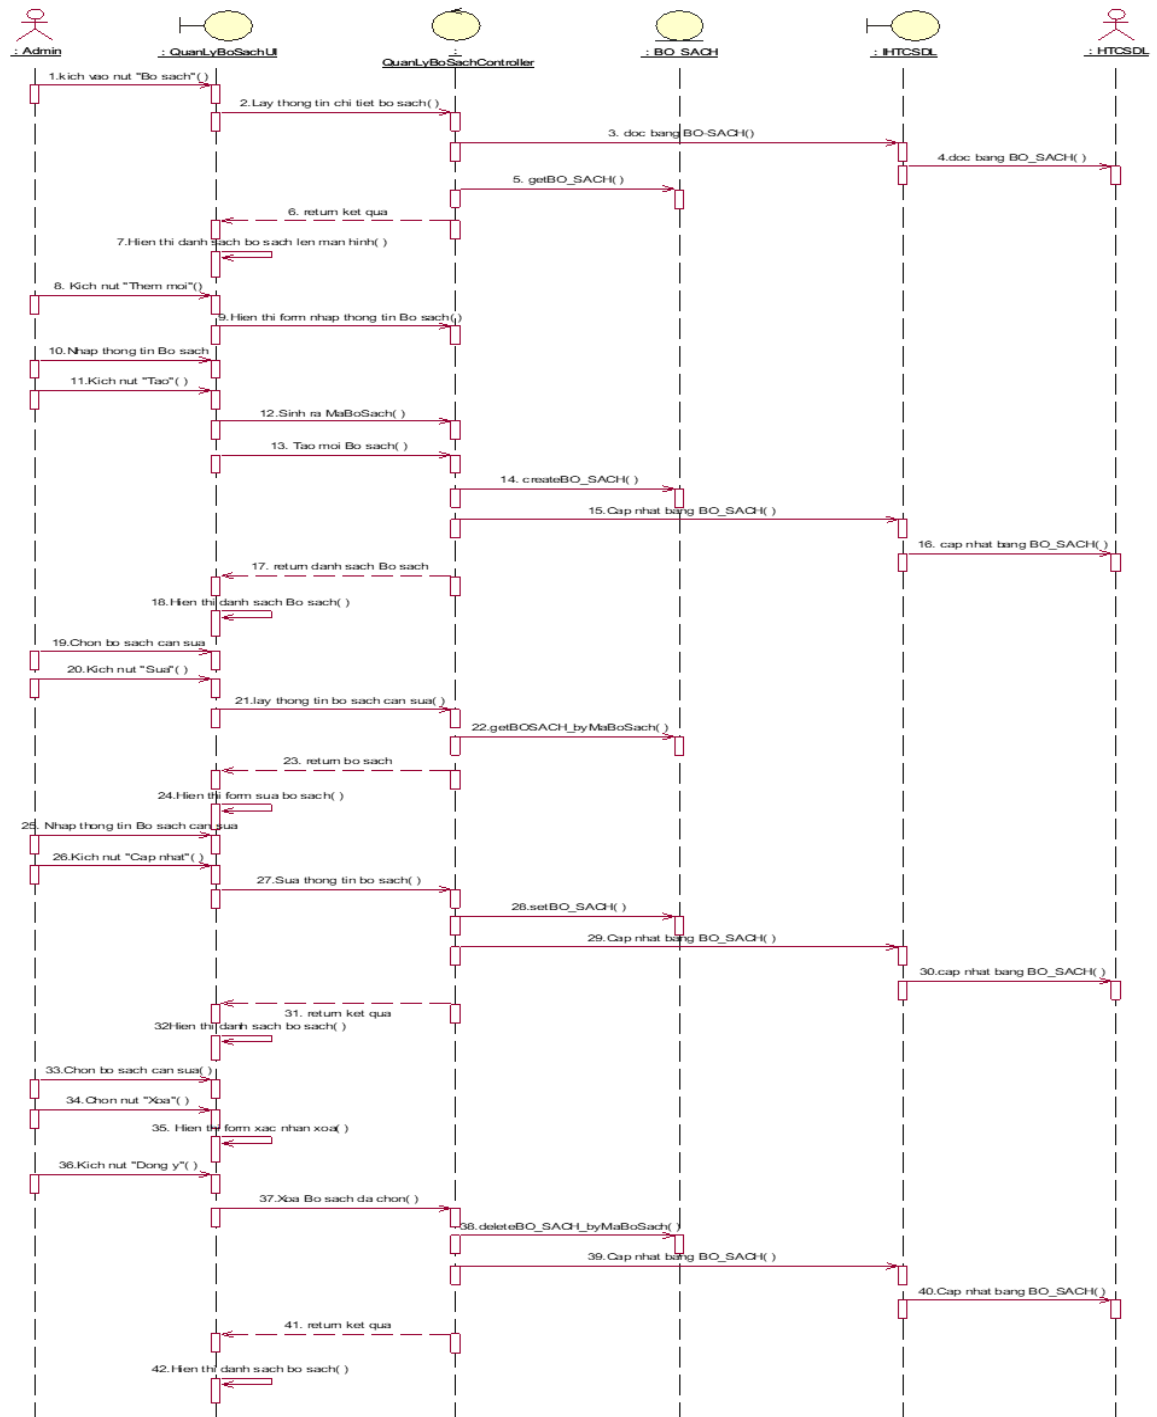 : Admin
: QuanLyBoSachUI
:
QuanLyBoSachController
: BO_SACH
: IHTCSDL
: HTCSDL
1.kich vao nut "Bo sach"( )
2.Lay thong tin chi tiet bo sach( )
3. doc bang BO-SACH()
4.doc bang BO_SACH( )
5. getBO_SACH( )
6. return ket qua
7.Hien thi danh sach bo sach len man hinh( )
8. Kich nut "Them moi"()
9.Hien thi form nhap thong tin Bo sach( )
10.Nhap thong tin Bo sach
11.Kich nut "Tao"( )
12.Sinh ra MaBoSach( )
13. Tao moi Bo sach( )
14. createBO_SACH( )
15.Cap nhat bang BO_SACH( )
16. cap nhat bang BO_SACH( )
17. return danh sach Bo sach
18.Hien thi danh sach Bo sach( )
19.Chon bo sach can sua
20.Kich nut "Sua"( )
21.lay thong tin bo sach can sua( )
22.getBOSACH_byMaBoSach( )
23. return bo sach
24.Hien thi form sua bo sach( )
25. Nhap thong tin Bo sach can sua
26.Kich nut "Cap nhat"( )
27.Sua thong tin bo sach( )
28.setBO_SACH( )
29.Cap nhat bang BO_SACH( )
30.cap nhat bang BO_SACH( )
31. return ket qua
32Hien thi danh sach bo sach( )
33.Chon bo sach can sua( )
34.Chon nut "Xoa"( )
35. Hien thi form xac nhan xoa( )
36.Kich nut "Dong y"( )
37.Xoa Bo sach da chon( )
38.deleteBO_SACH_byMaBoSach( )
39.Cap nhat bang BO_SACH( )
40.Cap nhat bang BO_SACH( )
41. return ket qua
42.Hien thi danh sach bo sach( )